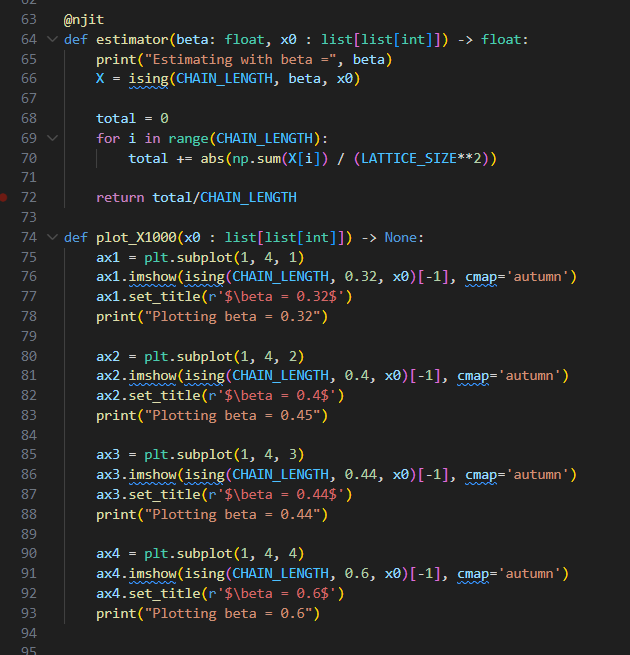 62
63 @njit
64 def estimator(beta: float, x0 : list[list[int]]) -> float:
65     print("Estimating with beta =", beta)
66     X = ising(CHAIN_LENGTH, beta, x0)
67
68     total = 0
69     for i in range(CHAIN_LENGTH):
70         total += abs(np.sum(X[i]) / (LATTICE_SIZE**2))
71
72     return total/CHAIN_LENGTH
73
74 def plot_X1000(x0 : list[list[int]]) -> None:
75     ax1 = plt.subplot(1, 4, 1)
76     ax1.imshow(ising(CHAIN_LENGTH, 0.32, x0)[-1], cmap='autumn')
77     ax1.set_title(r'$\beta = 0.32$')
78     print("Plotting beta = 0.32")
79
80     ax2 = plt.subplot(1, 4, 2)
81     ax2.imshow(ising(CHAIN_LENGTH, 0.4, x0)[-1], cmap='autumn')
82     ax2.set_title(r'$\beta = 0.4$')
83     print("Plotting beta = 0.45")
84
85     ax3 = plt.subplot(1, 4, 3)
86     ax3.imshow(ising(CHAIN_LENGTH, 0.44, x0)[-1], cmap='autumn')
87     ax3.set_title(r'$\beta = 0.44$')
88     print("Plotting beta = 0.44")
89
90     ax4 = plt.subplot(1, 4, 4)
91     ax4.imshow(ising(CHAIN_LENGTH, 0.6, x0)[-1], cmap='autumn')
92     ax4.set_title(r'$\beta = 0.6$')
93     print("Plotting beta = 0.6")
94
95